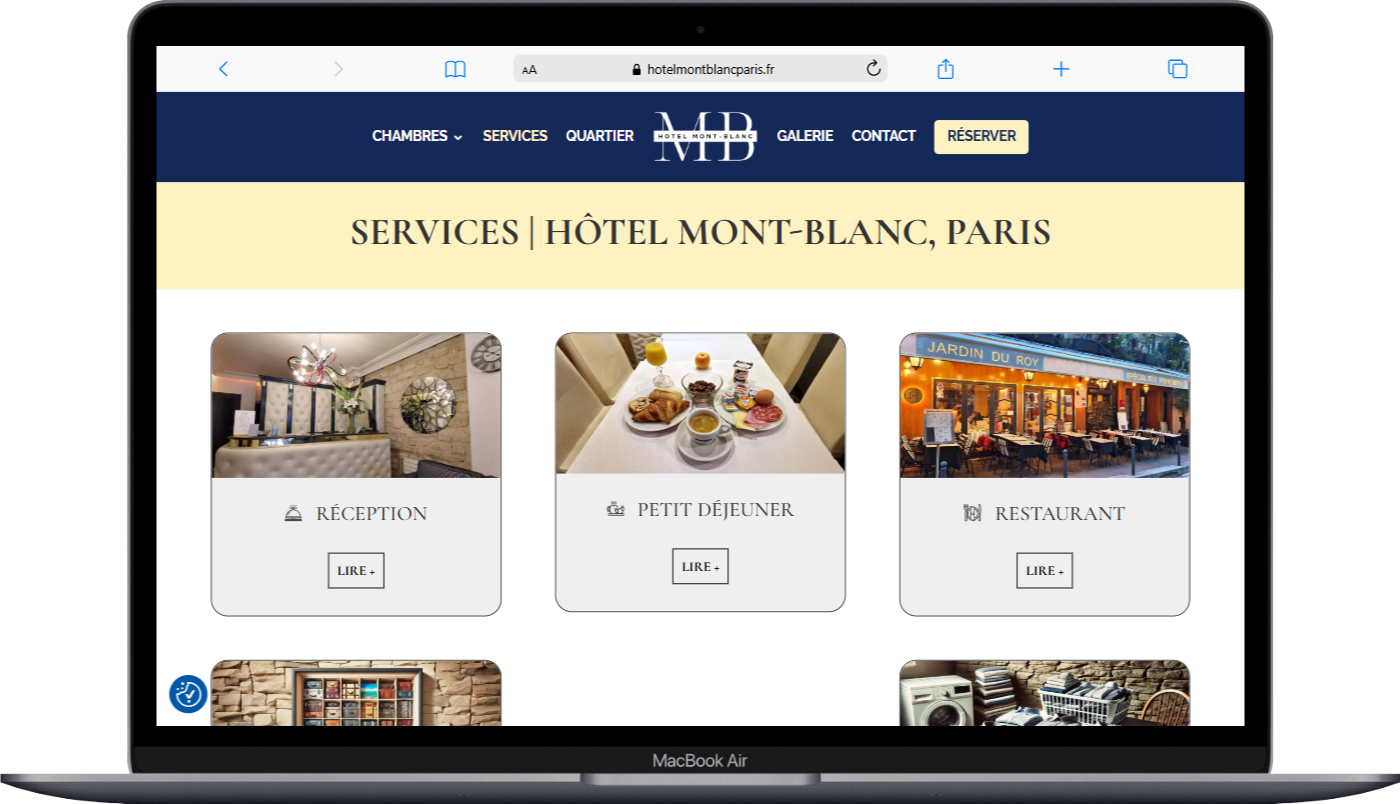 AA hotelmontblancparis.fr
CHAMBRES SERVICES QUARTIER MB HOTEL MONT-BLANC GALERIE CONTACT RÉSERVER
SERVICES | HÔTEL MONT-BLANC, PARIS
JARDIN DU ROY
RÉCEPTION
PETIT DÉJEUNER
RESTAURANT
LIRE +
LIRE +
LIRE +
MacBook Air